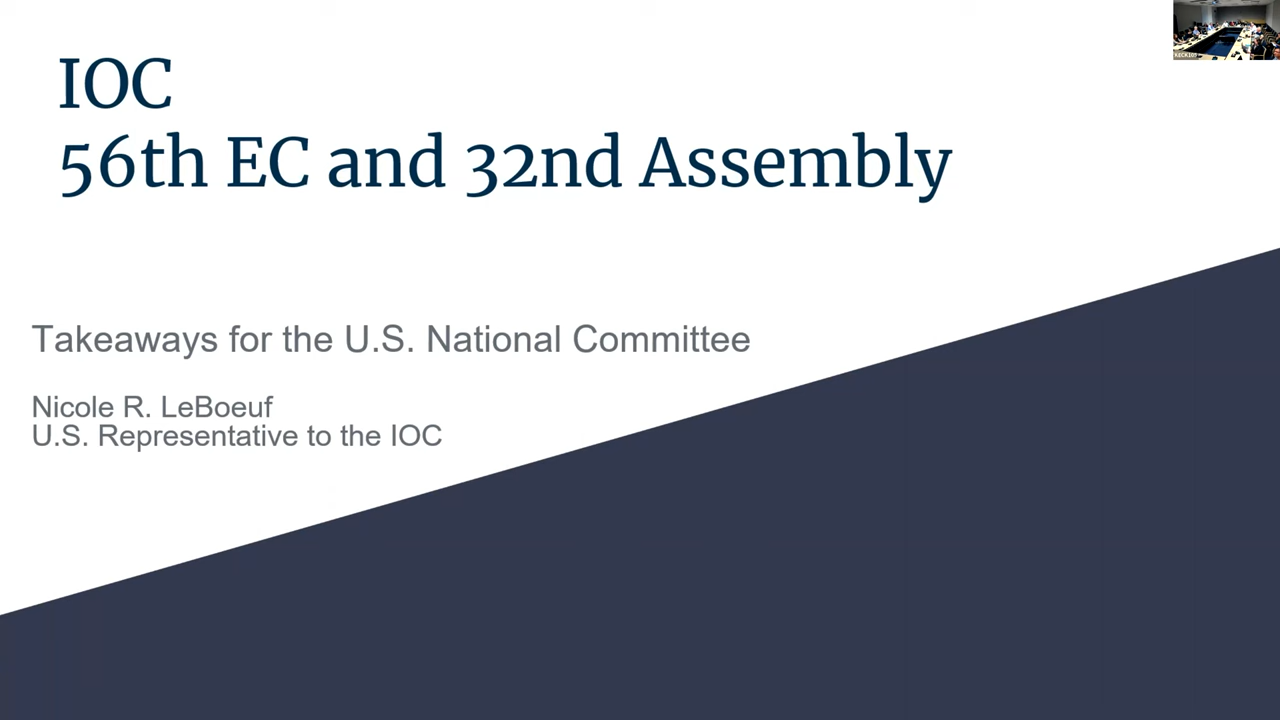 IOC
56th EC and 32nd Assembly
Takeaways for the U.S. National Committee
Nicole R. LeBoeuf
U.S. Representative to the IOC